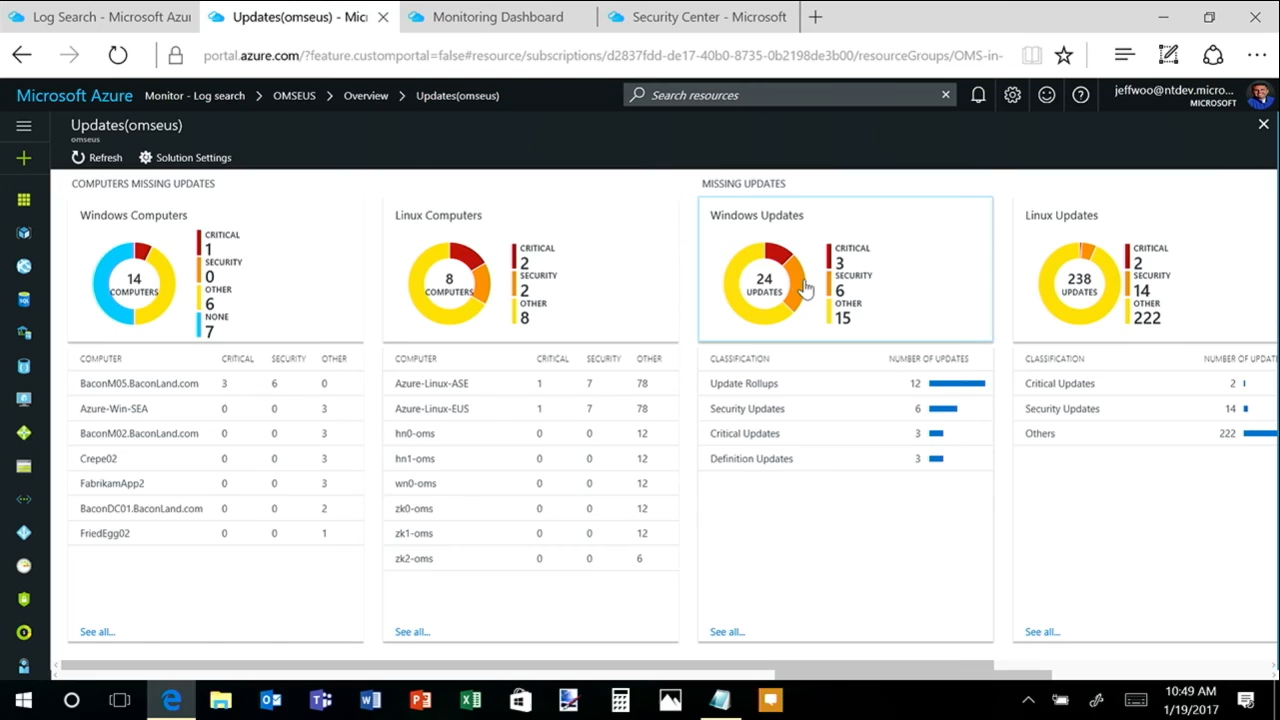 Log Search - Microsoft Azur
Updates(omseus) - Mic
Monitoring Dashboard
Security Center - Microsoft
portal.azure.com/?feature.customportal=false#resource/subscriptions/d2837fdd-de17-40b0-8735-0b2198de3b00/resourceGroups/OMS-in-
Microsoft Azure Monitor - Log search > OMSEUS > Overview > Updates(omseus)
Search resources
jeffwoo@ntdev.micro...
MICROSOFT
Updates(omseus)
omseus
Refresh Solution Settings
COMPUTERS MISSING UPDATES
Windows Computers
14
COMPUTERS
CRITICAL
1
SECURITY
0
OTHER
6
NONE
7
COMPUTER CRITICAL SECURITY OTHER
BaconM05.BaconLand.com 3 6 0
Azure-Win-SEA 0 0 3
BaconM02.BaconLand.com 0 0 3
Crepe02 0 0 3
FabrikamApp2 0 0 3
BaconDC01.BaconLand.com 0 0 2
FriedEgg02 0 0 1
See all...
Linux Computers
8
COMPUTERS
CRITICAL
2
SECURITY
2
OTHER
8
COMPUTER CRITICAL SECURITY OTHER
Azure-Linux-ASE 1 7 78
Azure-Linux-EUS 1 7 78
hn0-oms 0 0 12
hn1-oms 0 0 12
wn0-oms 0 0 12
zk0-oms 0 0 12
zk1-oms 0 0 12
zk2-oms 0 0 6
See all...
MISSING UPDATES
Windows Updates
24
UPDATES
CRITICAL
3
SECURITY
6
OTHER
15
CLASSIFICATION NUMBER OF UPDATES
Update Rollups 12
Security Updates 6
Critical Updates 3
Definition Updates 3
See all...
Linux Updates
238
UPDATES
CRITICAL
2
SECURITY
14
OTHER
222
CLASSIFICATION NUMBER OF UPDAT
Critical Updates 2
Security Updates 14
Others 222
See all...
10:49 AM
1/19/2017